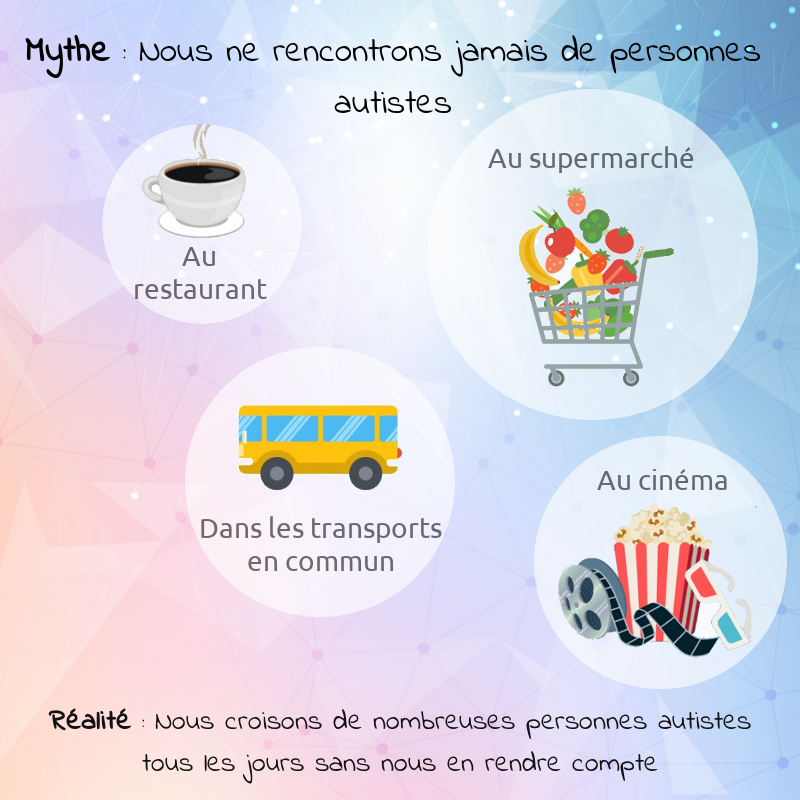 Mythe : Nous ne rencontrons jamais de personnes
autistes
Au
restaurant
Au supermarché
Dans les transports
en commun
Au cinéma
Réalité : Nous croisons de nombreuses personnes autistes
tous les jours sans nous en rendre compte